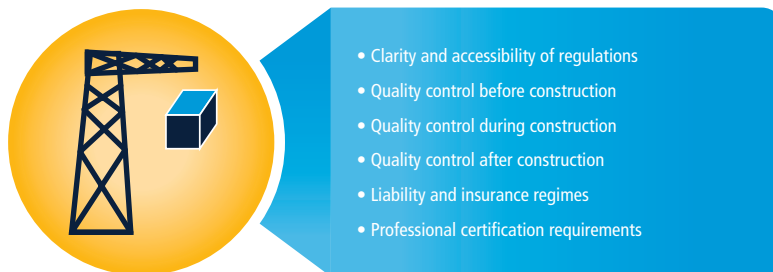 • Clarity and accessibility of regulations
• Quality control before construction
• Quality control during construction
• Quality control after construction
• Liability and insurance regimes
• Professional certification requirements